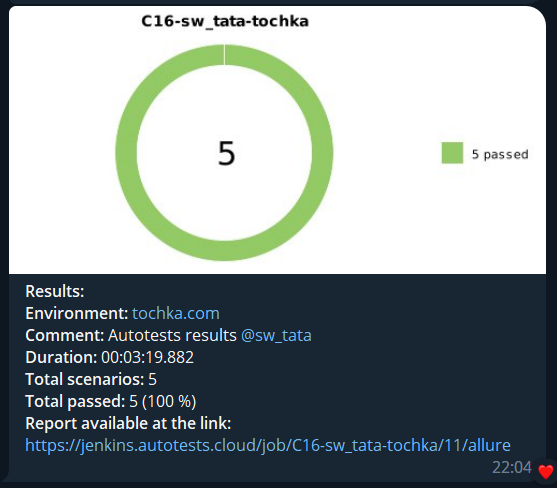 C16-sw_tata-tochka
5
5 passed
Results:
Environment: tochka.com
Comment: Autotests results @sw_tata
Duration: 00:03:19.882
Total scenarios: 5
Total passed: 5 (100 %)
Report available at the link:
https://jenkins.autotests.cloud/job/C16-sw_tata-tochka/11/allure
22:04